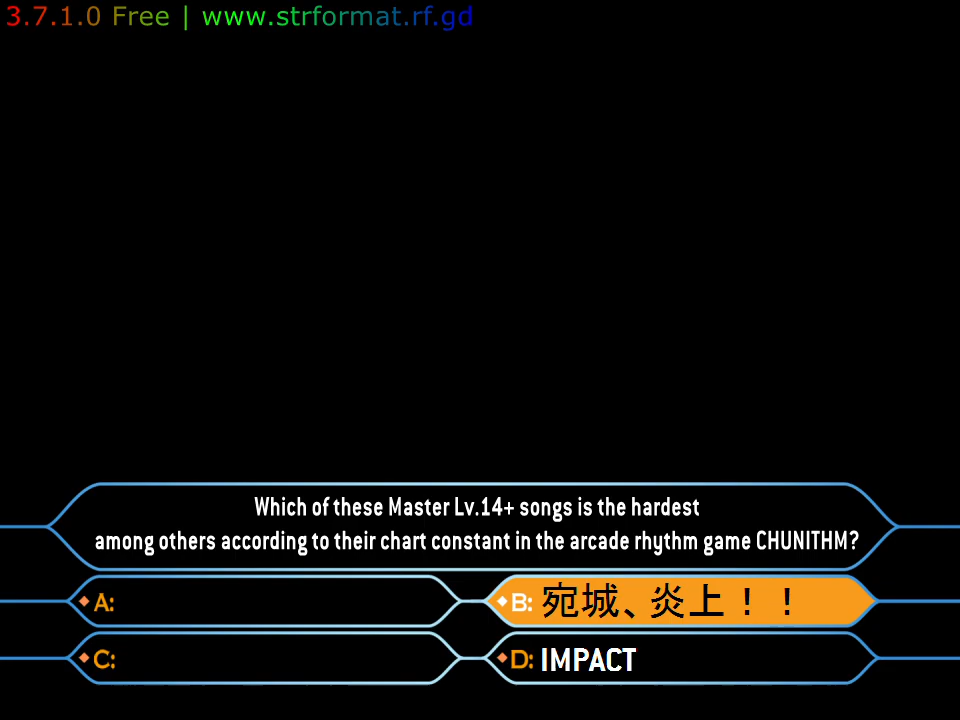 3.7.1.0 Free | www.strformat.rf.gd
Which of these Master Lv.14+ songs is the hardest
among others according to their chart constant in the arcade rhythm game CHUNITHM?
A:
B: 宛城、炎上！！
C:
D: IMPACT